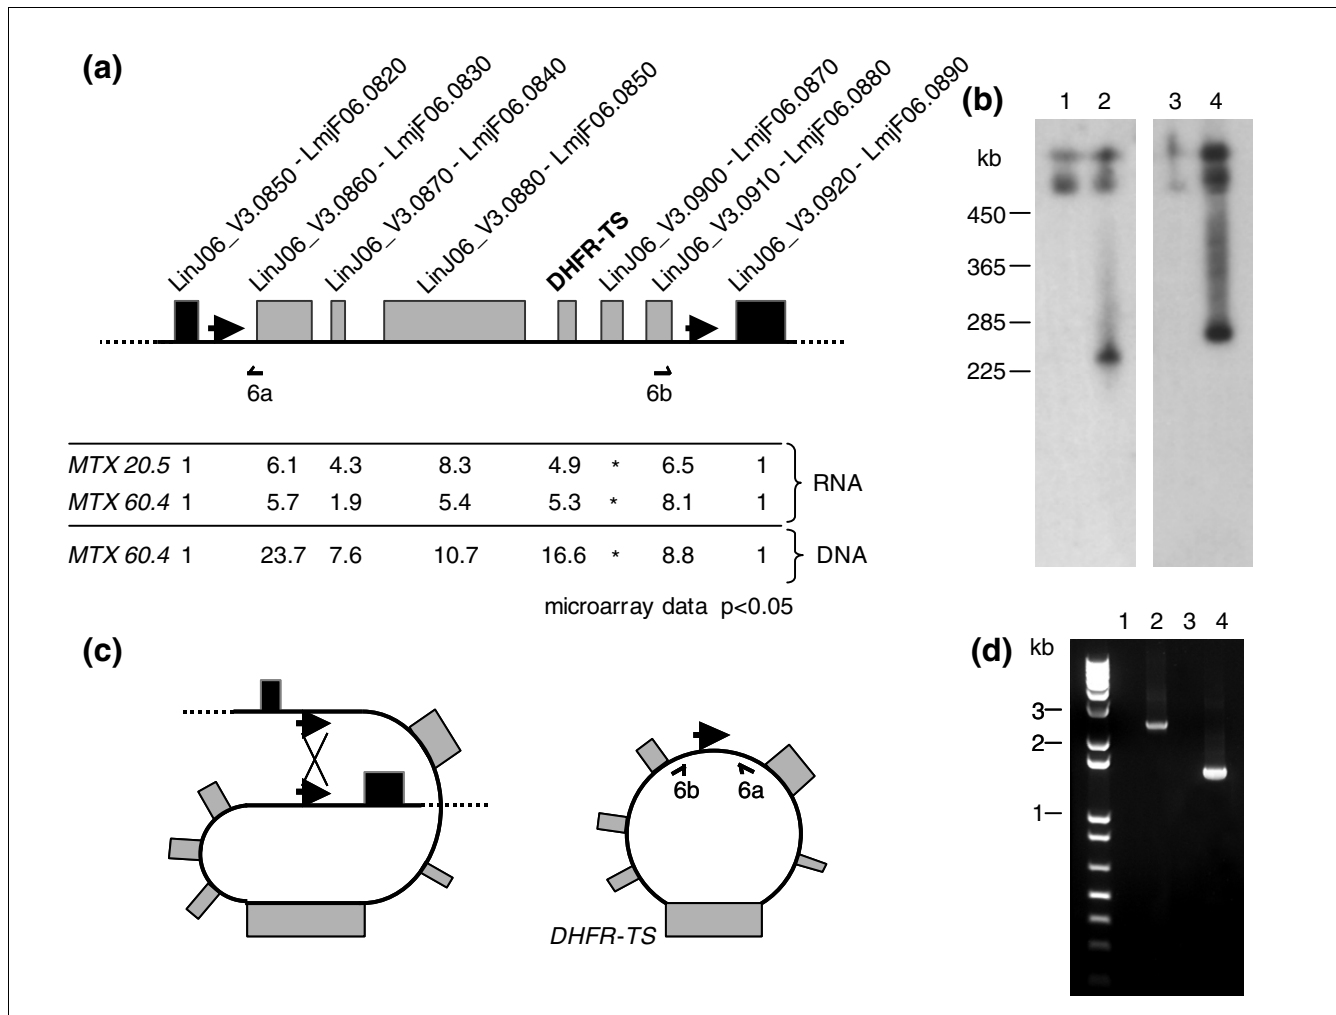 (a)
LinJ06_V3.0850 - LmjF06.0820
LinJ06_V3.0860 - LmjF06.0830
LinJ06_V3.0870 - LmjF06.0840
LinJ06_V3.0880 - LmjF06.0850
DHFR-TS
LinJ06_V3.0900 - LmjF06.0870
LinJ06_V3.0910 - LmjF06.0880
LinJ06_V3.0920 - LmjF06.0890
6a
6b
MTX 20.5 1 6.1 4.3 8.3 4.9 * 6.5 1
MTX 60.4 1 5.7 1.9 5.4 5.3 * 8.1 1
RNA
MTX 60.4 1 23.7 7.6 10.7 16.6 * 8.8 1
DNA
microarray data p<0.05
(b)
1 2 3 4
kb
450
365
285
225
(c)
6b 6a
DHFR-TS
(d)
1 2 3 4
kb
3
2
1